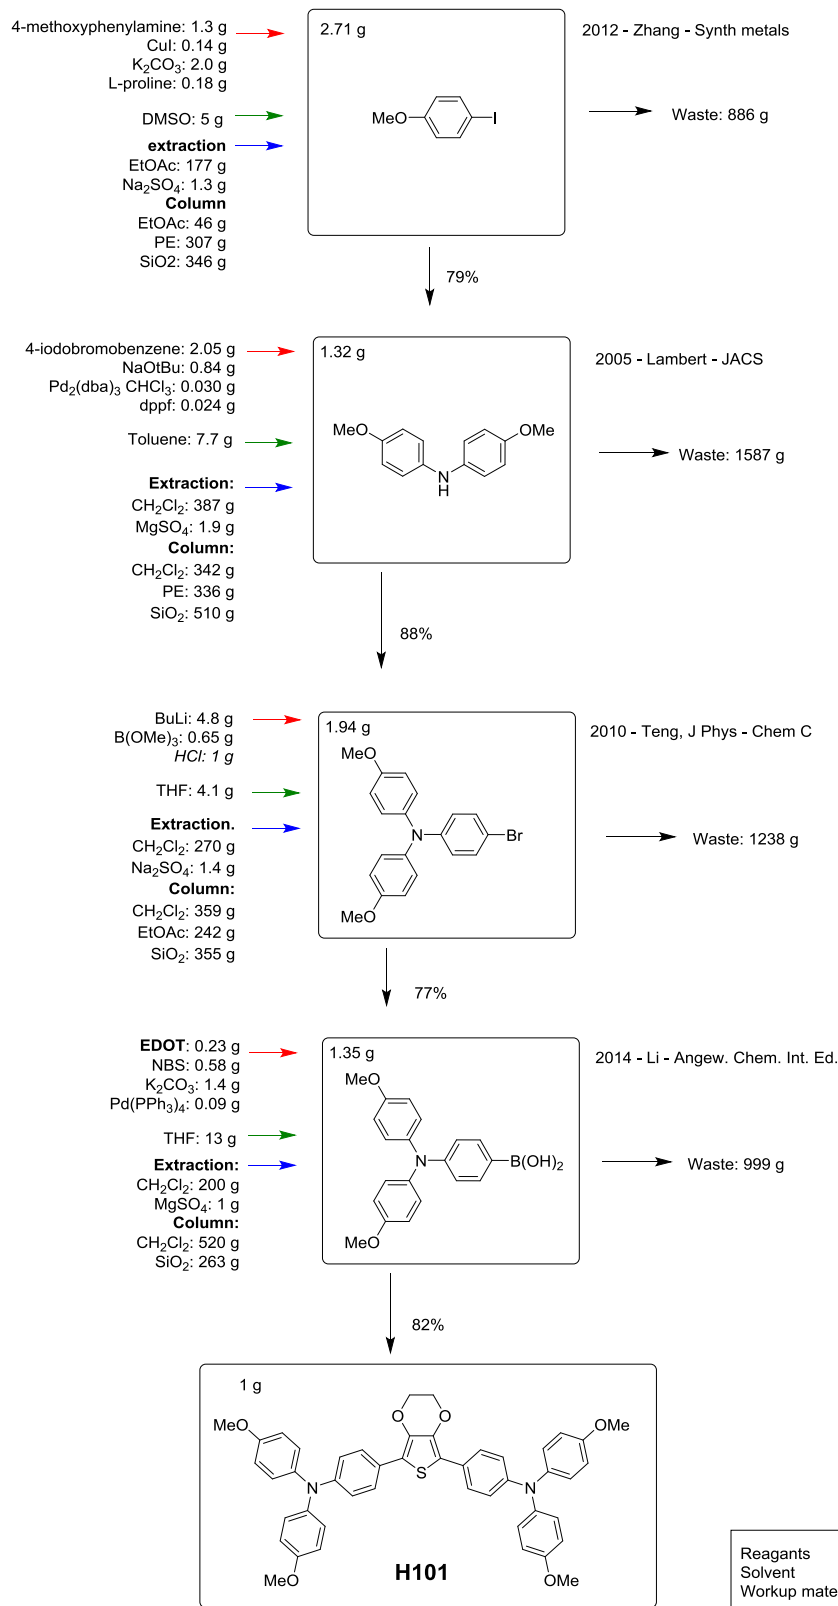 4-methoxyphenylamine: 1.3 g
CuI: 0.14 g
K2CO3: 2.0 g
L-proline: 0.18 g
DMSO: 5 g
extraction
EtOAc: 177 g
Na2SO4: 1.3 g
Column
EtOAc: 46 g
PE: 307 g
SiO2: 346 g
2.71 g
MeO
I
2012 - Zhang - Synth metals
Waste: 886 g
79%
4-iodobromobenzene: 2.05 g
NaOtBu: 0.84 g
Pd2(dba)3 CHCl3: 0.030 g
dppf: 0.024 g
Toluene: 7.7 g
Extraction:
CH2Cl2: 387 g
MgSO4: 1.9 g
Column:
CH2Cl2: 342 g
PE: 336 g
SiO2: 510 g
1.32 g
MeO
OMe
N
H
2005 - Lambert - JACS
Waste: 1587 g
88%
BuLi: 4.8 g
B(OMe)3: 0.65 g
HCl: 1 g
THF: 4.1 g
Extraction.
CH2Cl2: 270 g
Na2SO4: 1.4 g
Column:
CH2Cl2: 359 g
EtOAc: 242 g
SiO2: 355 g
1.94 g
MeO
N
Br
MeO
2010 - Teng, J Phys - Chem C
Waste: 1238 g
77%
EDOT: 0.23 g
NBS: 0.58 g
K2CO3: 1.4 g
Pd(PPh3)4: 0.09 g
THF: 13 g
Extraction:
CH2Cl2: 200 g
MgSO4: 1 g
Column:
CH2Cl2: 520 g
SiO2: 263 g
1.35 g
MeO
N
B(OH)2
MeO
2014 - Li - Angew. Chem. Int. Ed.
Waste: 999 g
82%
1 g
O O
MeO
OMe
S
N
N
MeO
OMe
H101
Reagants
Solvent
Workup mate